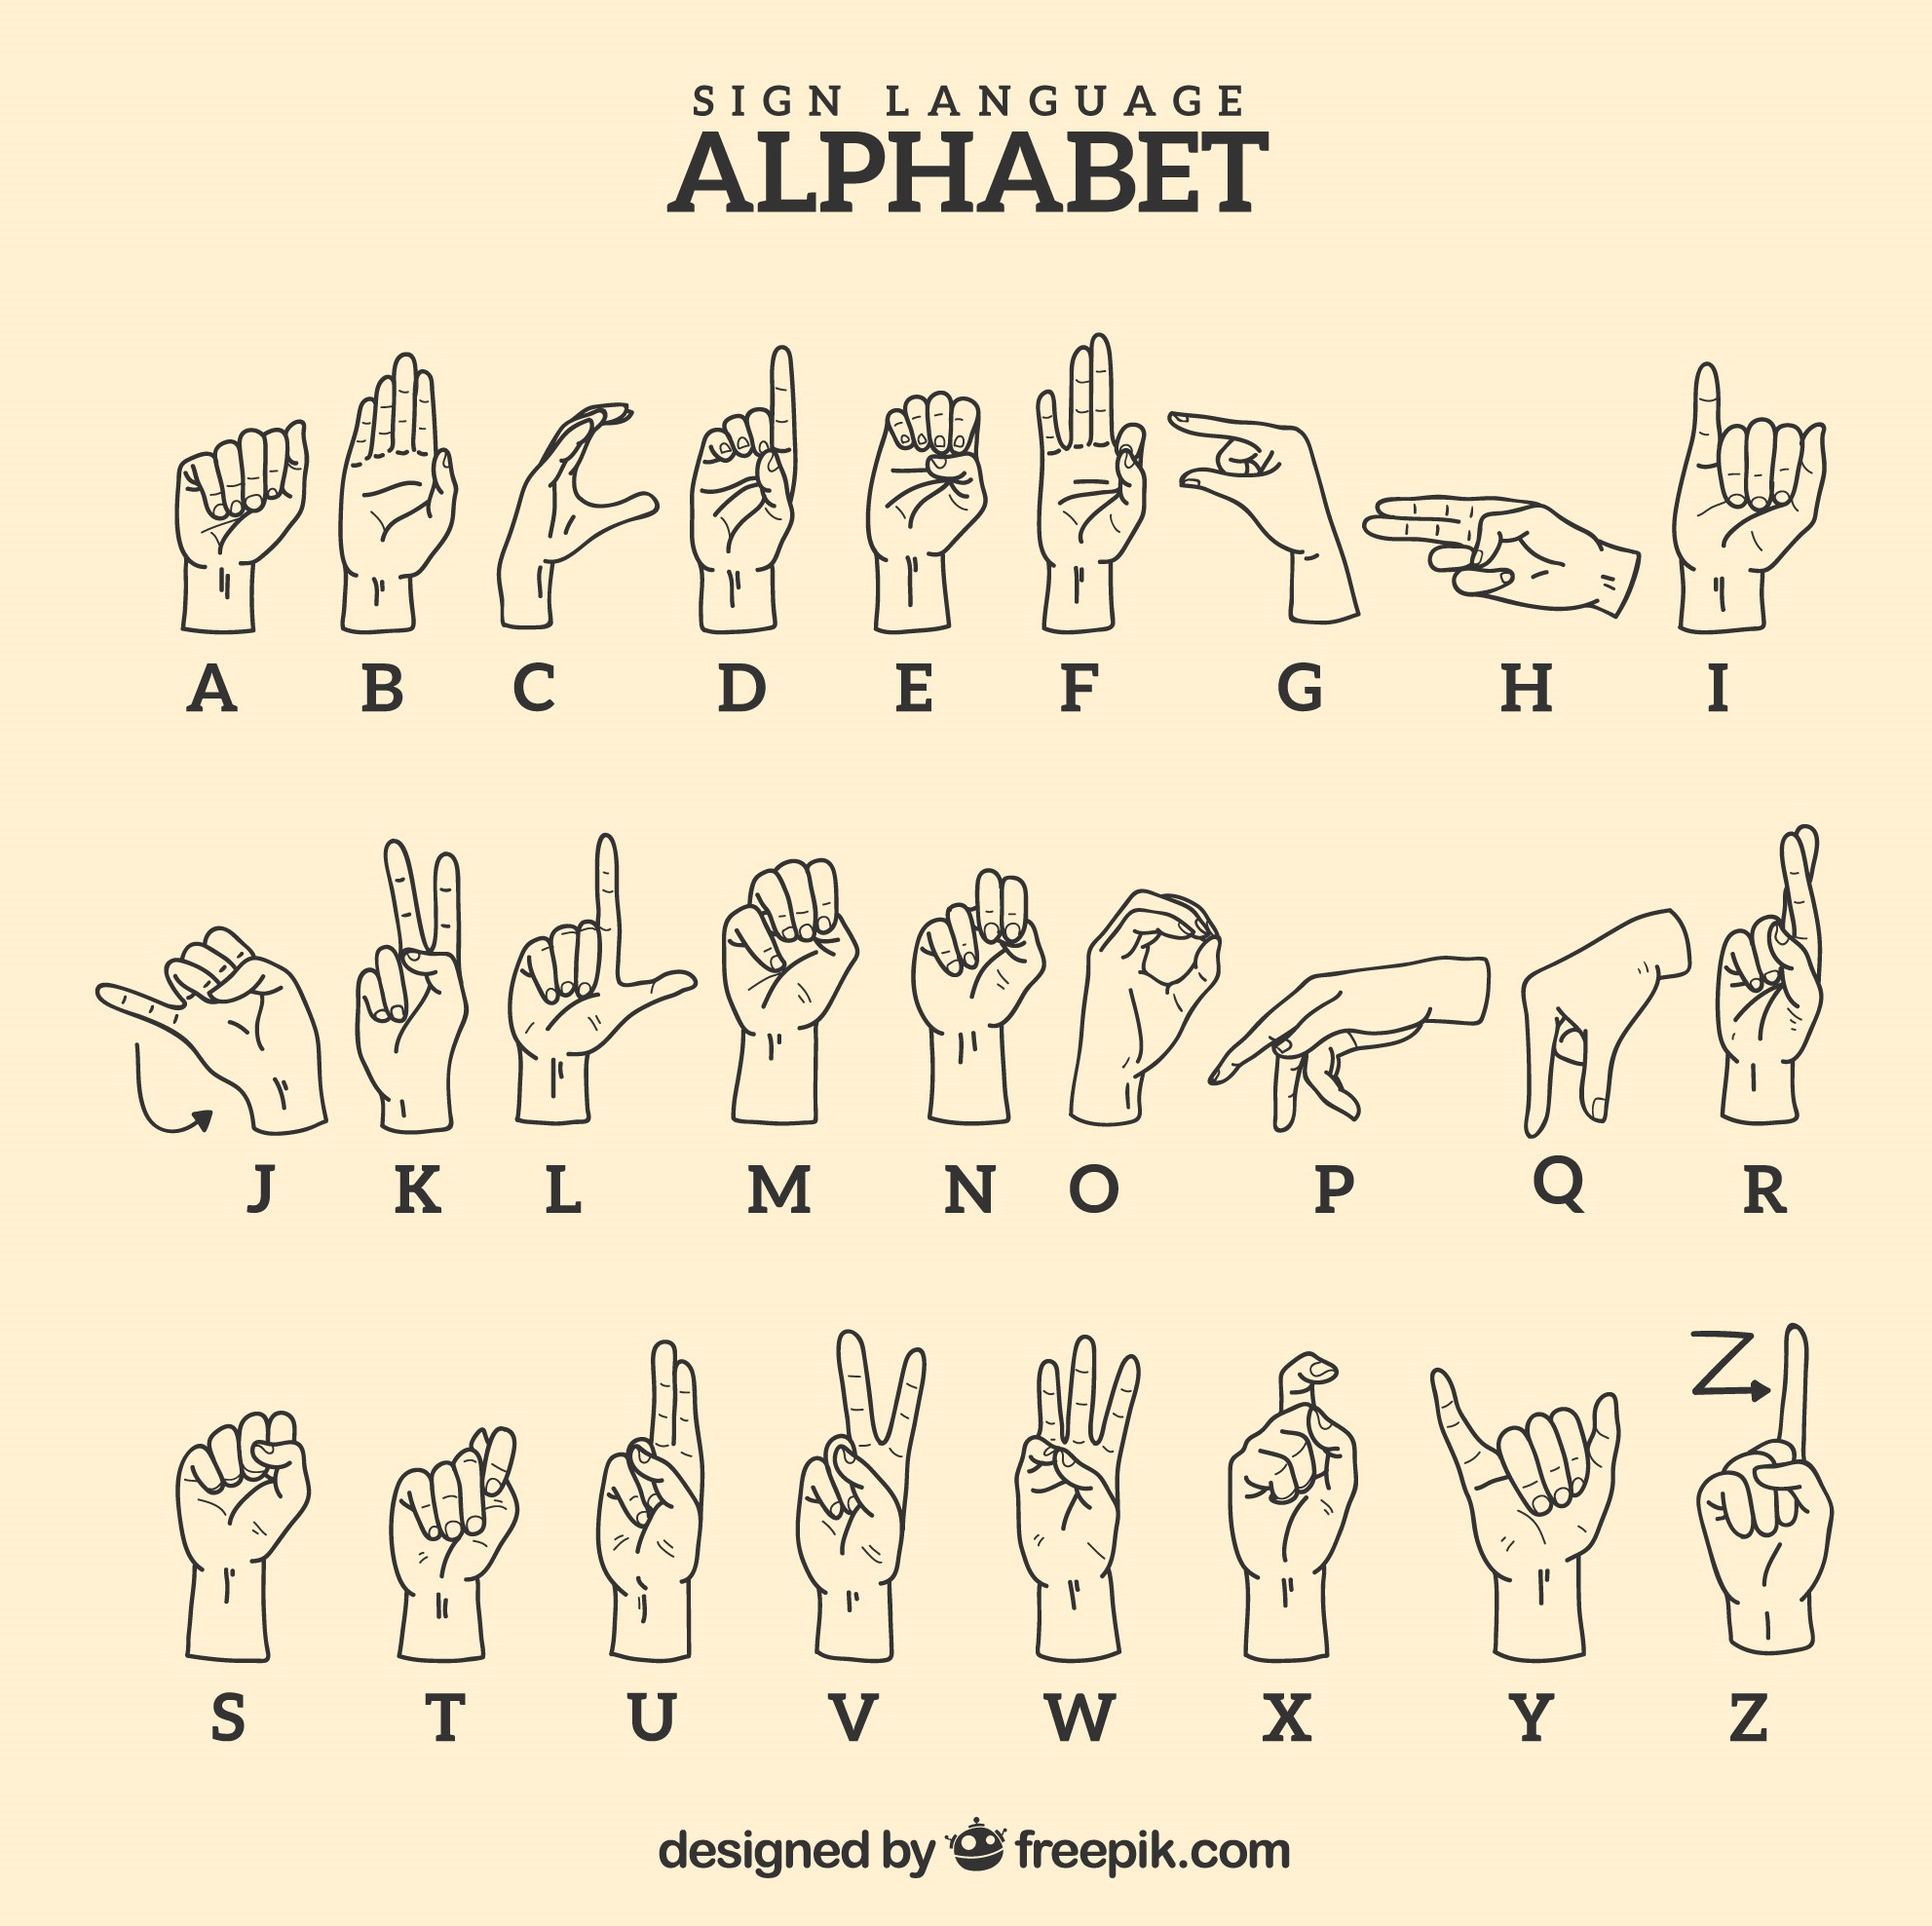 SIGN LANGUAGE
ALPHABET
A B C D E F G H I
J K L M N O P Q R
Z
S T U V W X Y Z
designed by freepik.com